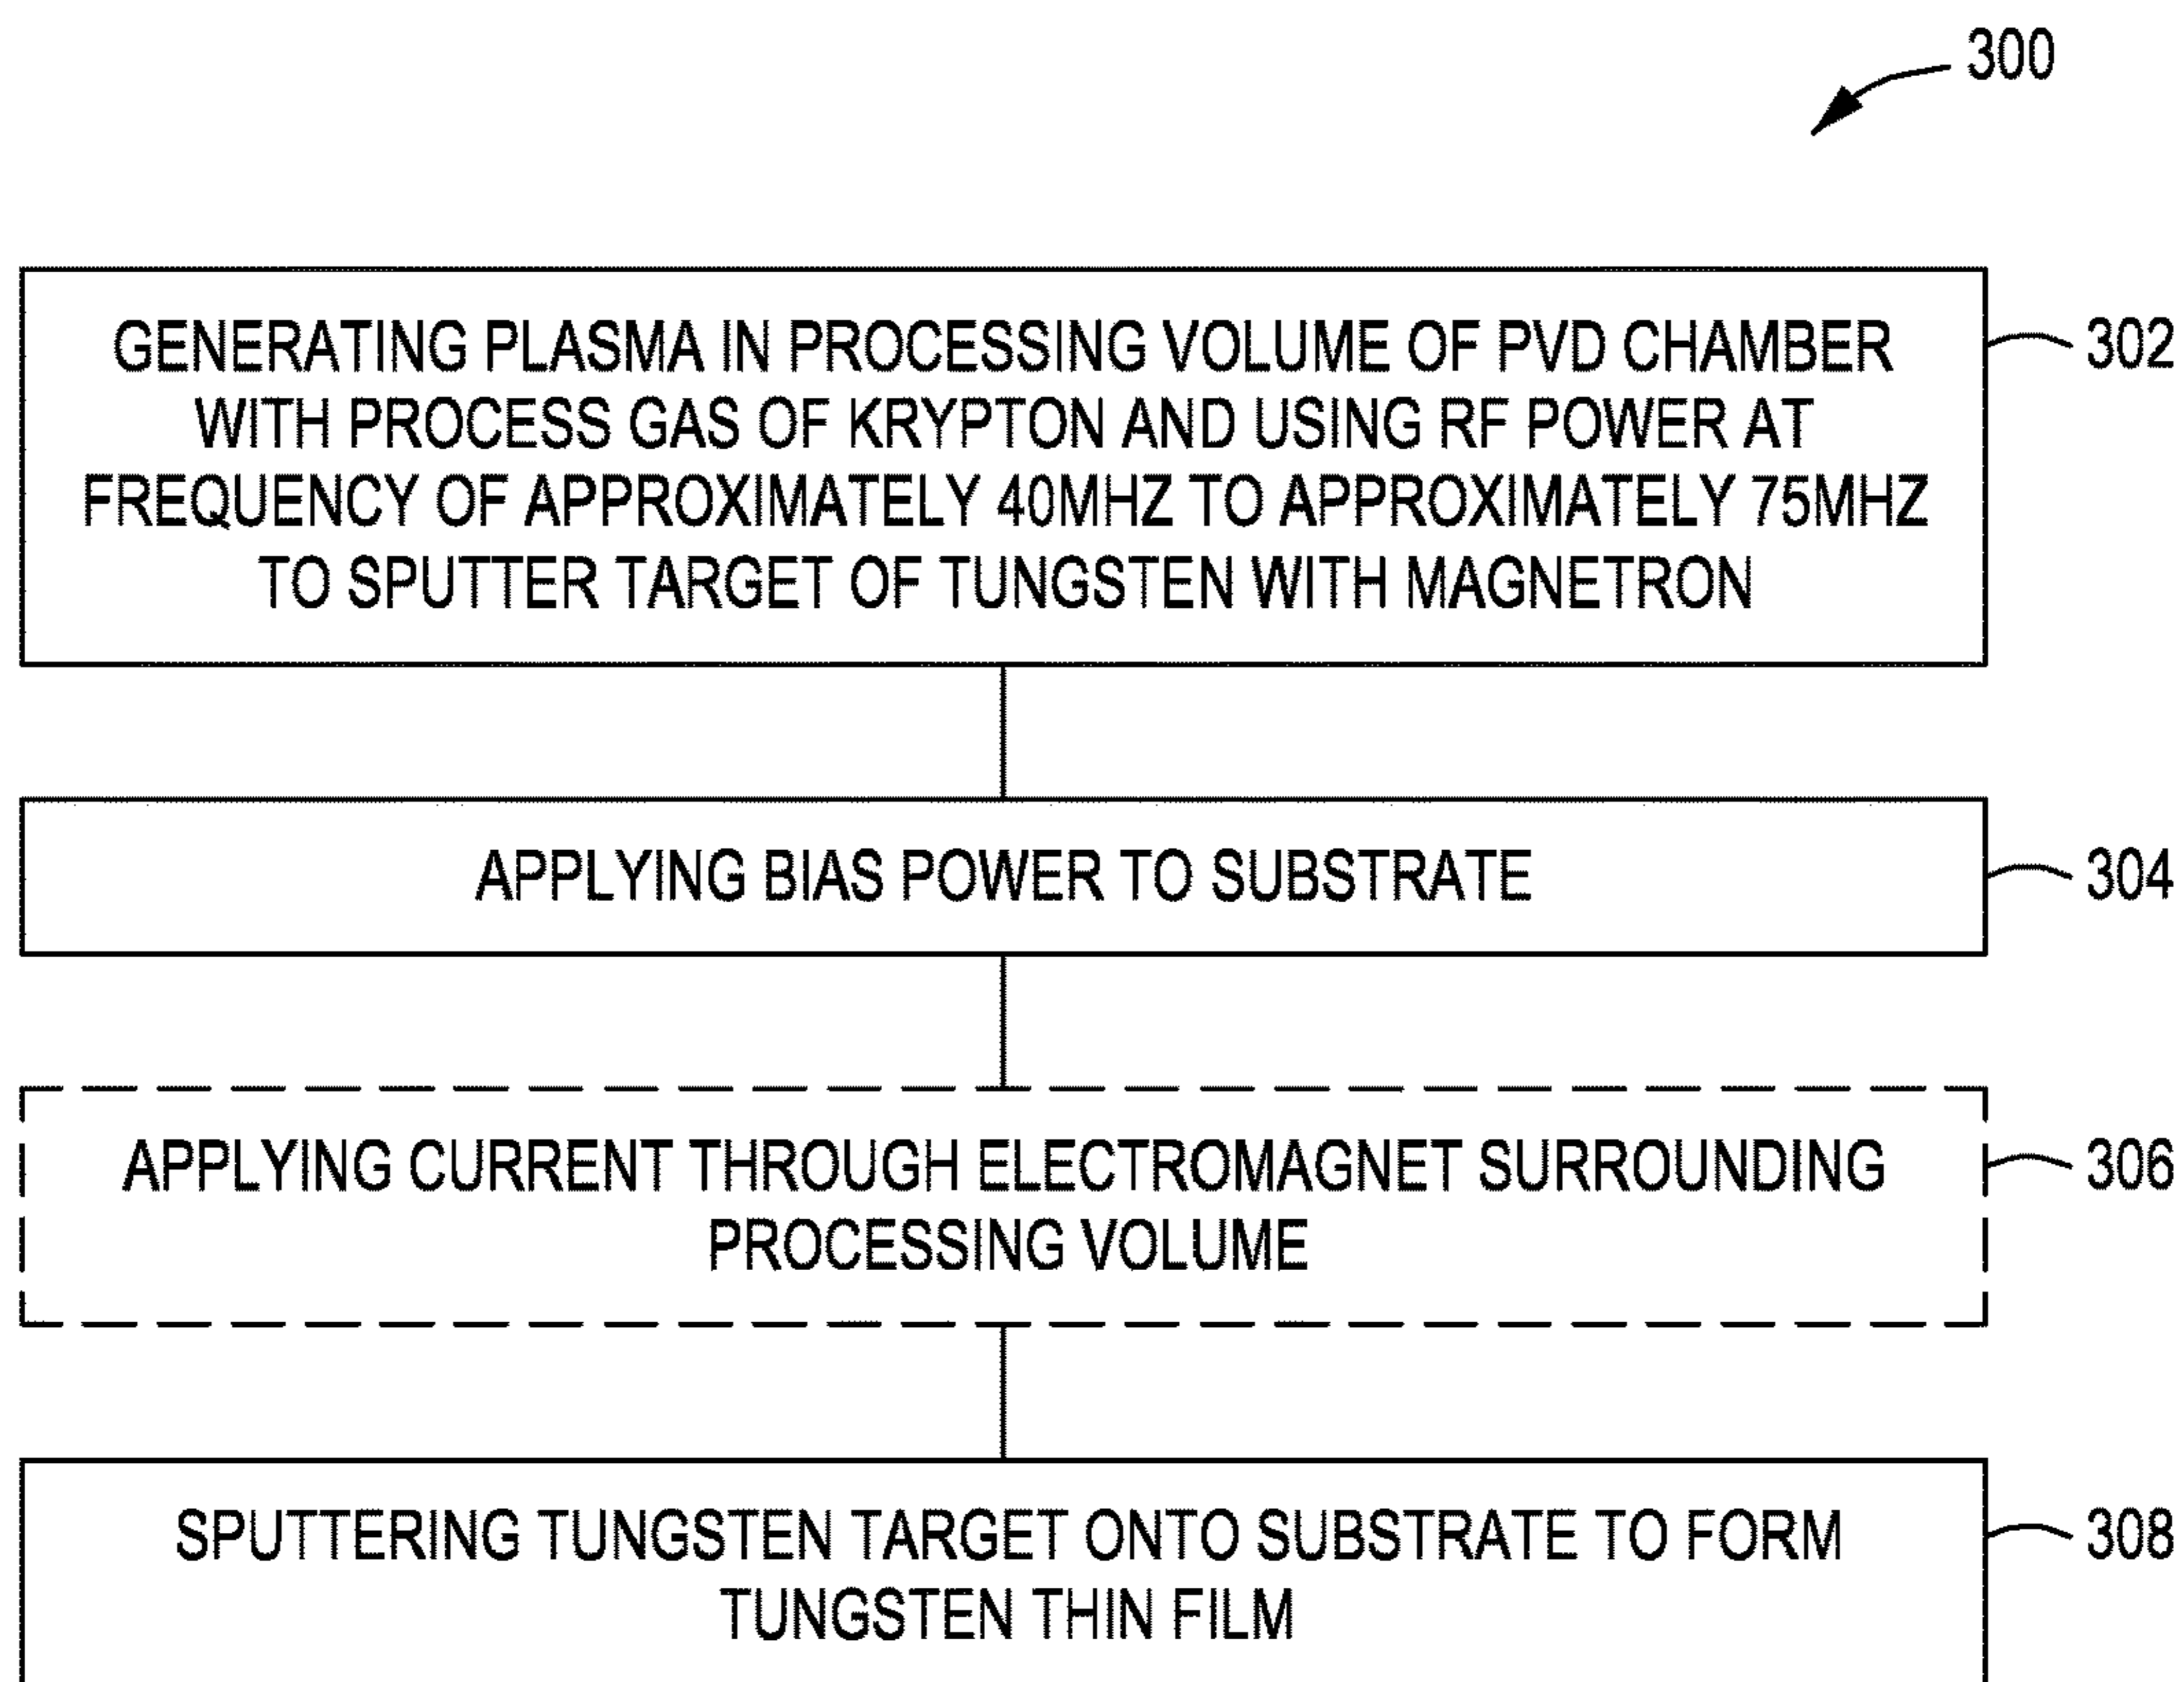 300
GENERATING PLASMA IN PROCESSING VOLUME OF PVD CHAMBER
WITH PROCESS GAS OF KRYPTON AND USING RF POWER AT
FREQUENCY OF APPROXIMATELY 40MHZ TO APPROXIMATELY 75MHZ
TO SPUTTER TARGET OF TUNGSTEN WITH MAGNETRON
302
APPLYING BIAS POWER TO SUBSTRATE
304
APPLYING CURRENT THROUGH ELECTROMAGNET SURROUNDING
PROCESSING VOLUME
306
SPUTTERING TUNGSTEN TARGET ONTO SUBSTRATE TO FORM
TUNGSTEN THIN FILM
308